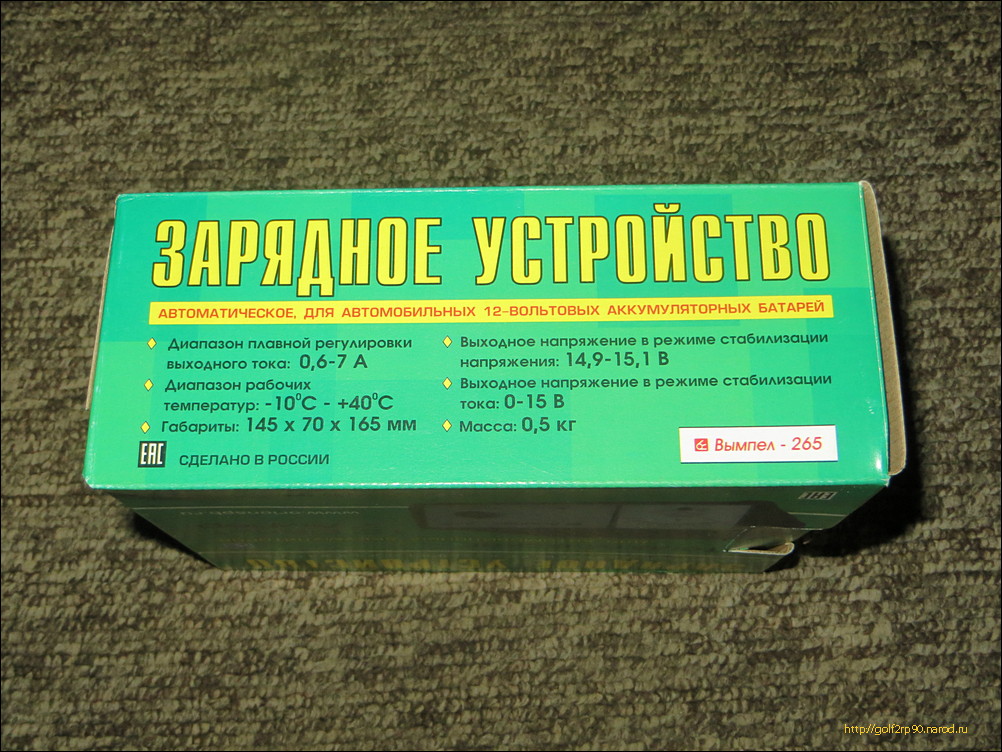 ЗАРЯДНОЕ УСТРОЙСТВО
АВТОМАТИЧЕСКОЕ, ДЛЯ АВТОМОБИЛЬНЫХ 12-ВОЛЬТОВЫХ АККУМУЛЯТОРНЫХ БАТАРЕЙ
Диапазон плавной регулировки
выходного тока: 0,6-7 А
Диапазон рабочих
температур: -10°С - +40°С
Габариты: 145 х 70 х 165 мм
Выходное напряжение в режиме стабилизации
напряжения: 14,9-15,1 В
Выходное напряжение в режиме стабилизации
тока: 0-15 В
Масса: 0,5 кг
EAC СДЕЛАНО В РОССИИ
Вымпел - 265
EAC
http://golf2rp90.narod.ru